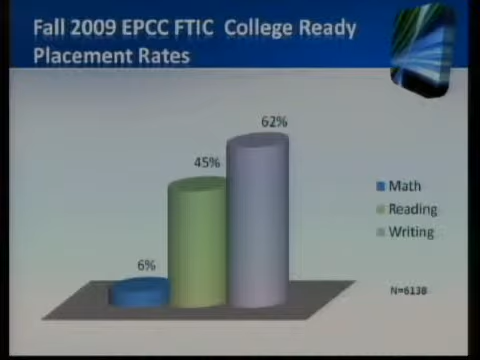 Fall 2009 EPCC FTIC College Ready
Placement Rates
62%
45%
6%
Math
Reading
Writing
N=6138